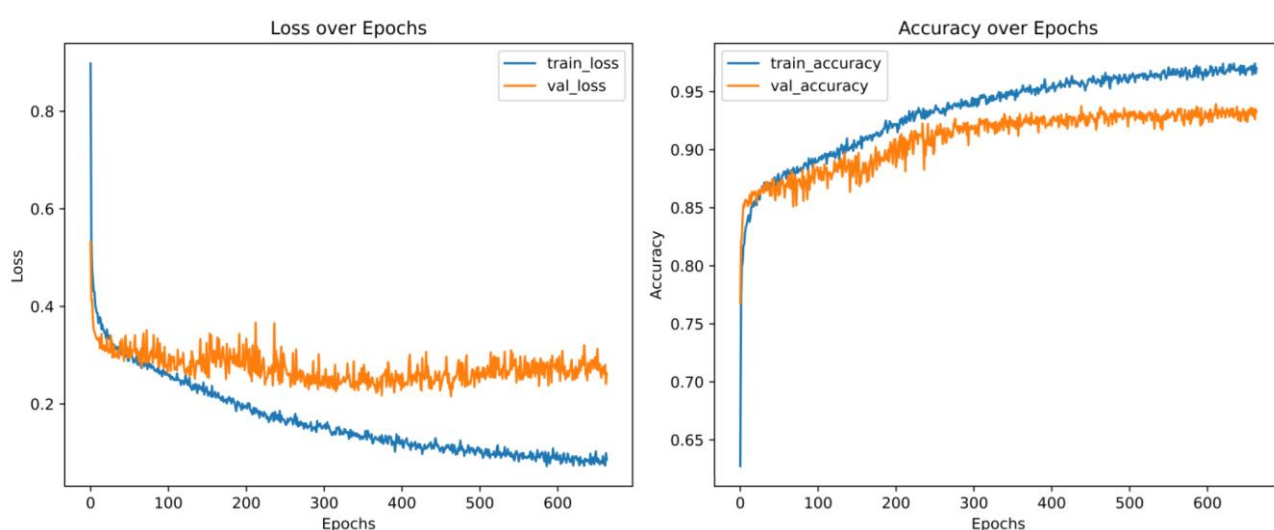 Loss over Epochs
train_loss
val_loss
0.8
0.6
0.4
0.2
Loss
0 100 200 300 400 500 600
Epochs
Accuracy over Epochs
train_accuracy
val_accuracy
0.95
0.90
0.85
0.80
0.75
0.70
0.65
Accuracy
0 100 200 300 400 500 600
Epochs